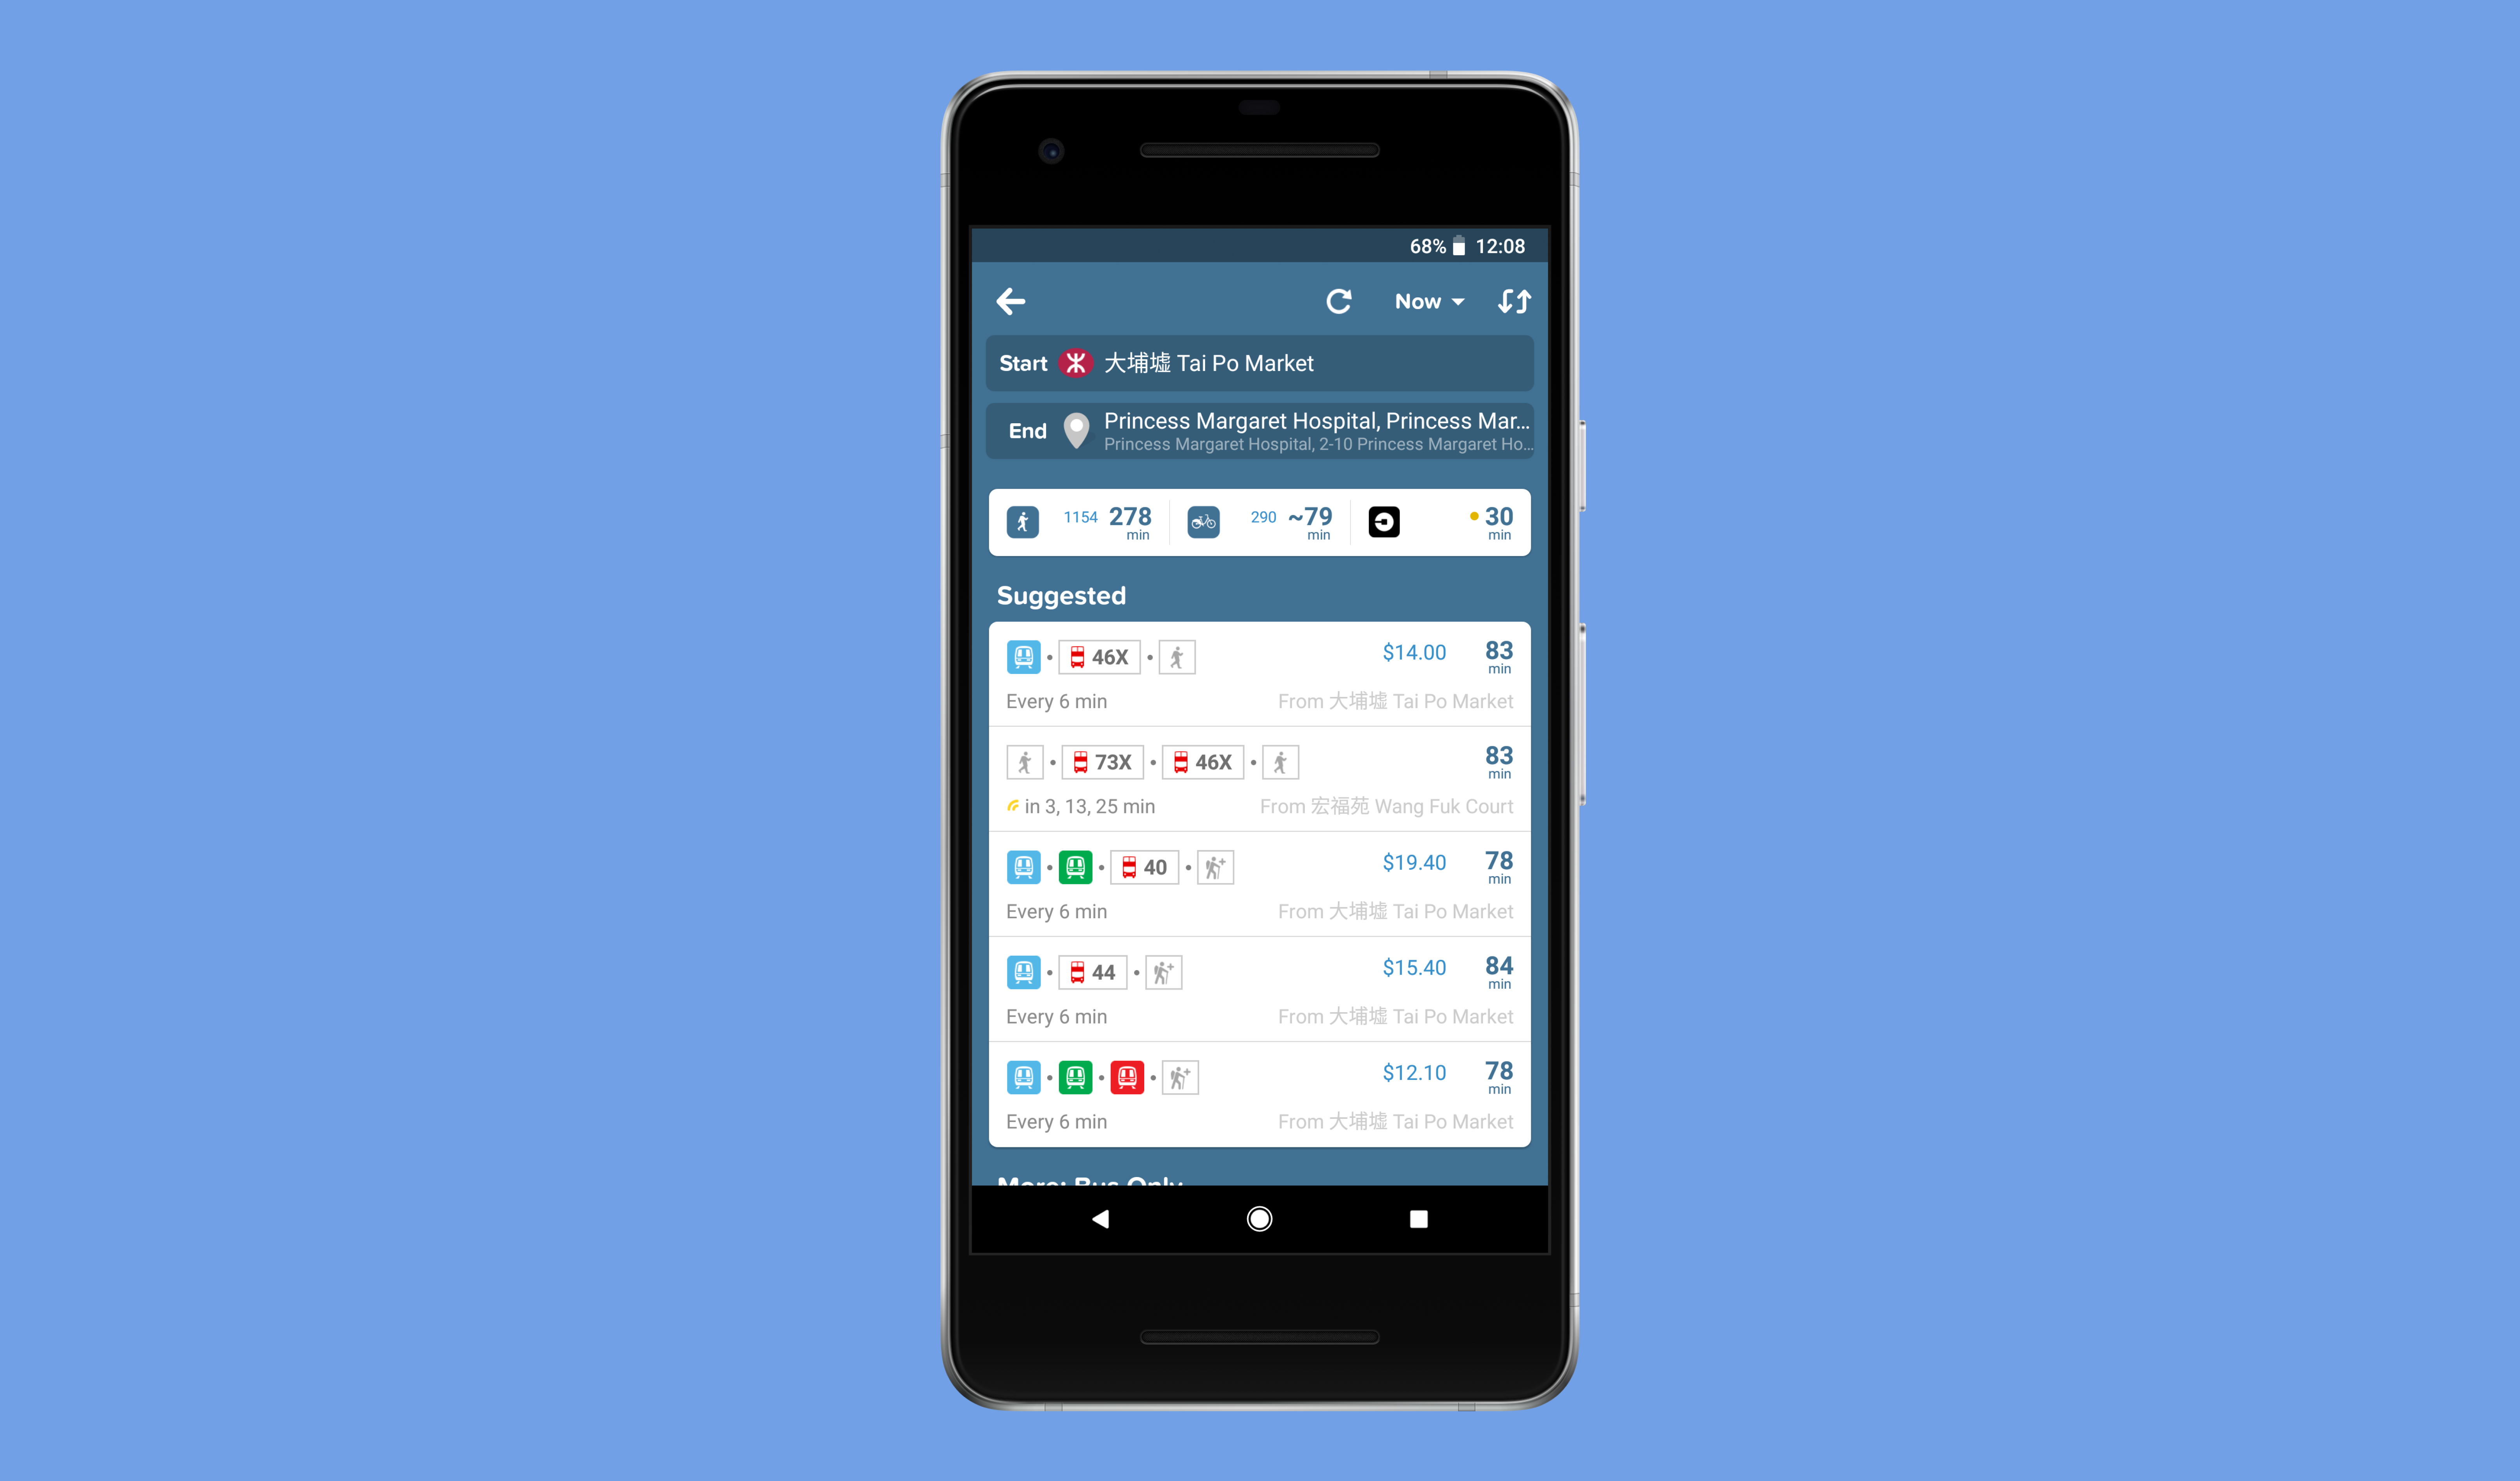 68% 12:08
Now
Start 大埔墟 Tai Po Market
End Princess Margaret Hospital, Princess Mar...
Princess Margaret Hospital, 2-10 Princess Margaret Ho...
1154 278 min 290 ~79 min 30 min
Suggested
46X $14.00 83 min
Every 6 min From 大埔墟 Tai Po Market
73X 46X 83 min
in 3, 13, 25 min From 宏福苑 Wang Fuk Court
40 $19.40 78 min
Every 6 min From 大埔墟 Tai Po Market
44 $15.40 84 min
Every 6 min From 大埔墟 Tai Po Market
$12.10 78 min
Every 6 min From 大埔墟 Tai Po Market
More: Bus Only